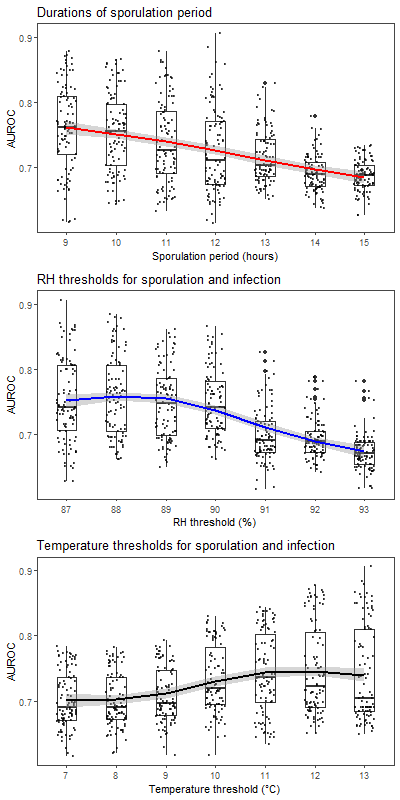 Durations of sporulation period
0.9
0.8
0.7
AUROC
9 10 11 12 13 14 15
Sporulation period (hours)
RH thresholds for sporulation and infection
0.9
0.8
0.7
AUROC
87 88 89 90 91 92 93
RH threshold (%)
Temperature thresholds for sporulation and infection
0.9
0.8
0.7
AUROC
7 8 9 10 11 12 13
Temperature threshold (°C)